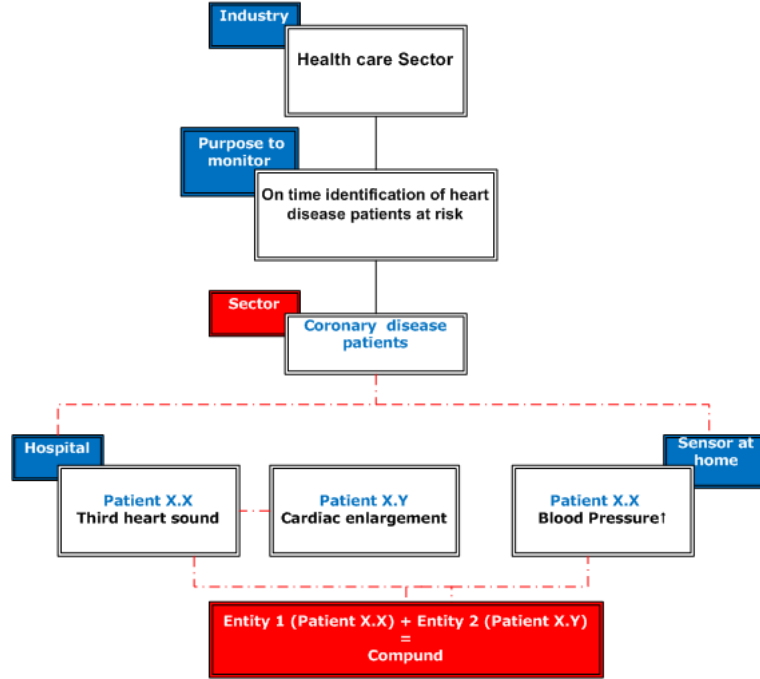 Industry
Health care Sector
Purpose to
monitor
On time identification of heart
disease patients at risk
Sector
Coronary disease
patients
Hospital
Sensor at
home
Patient X.X
Third heart sound
Patient X.Y
Cardiac enlargement
Patient X.X
Blood Pressure↑
Entity 1 (Patient X.X) + Entity 2 (Patient X.Y)
=
Compund